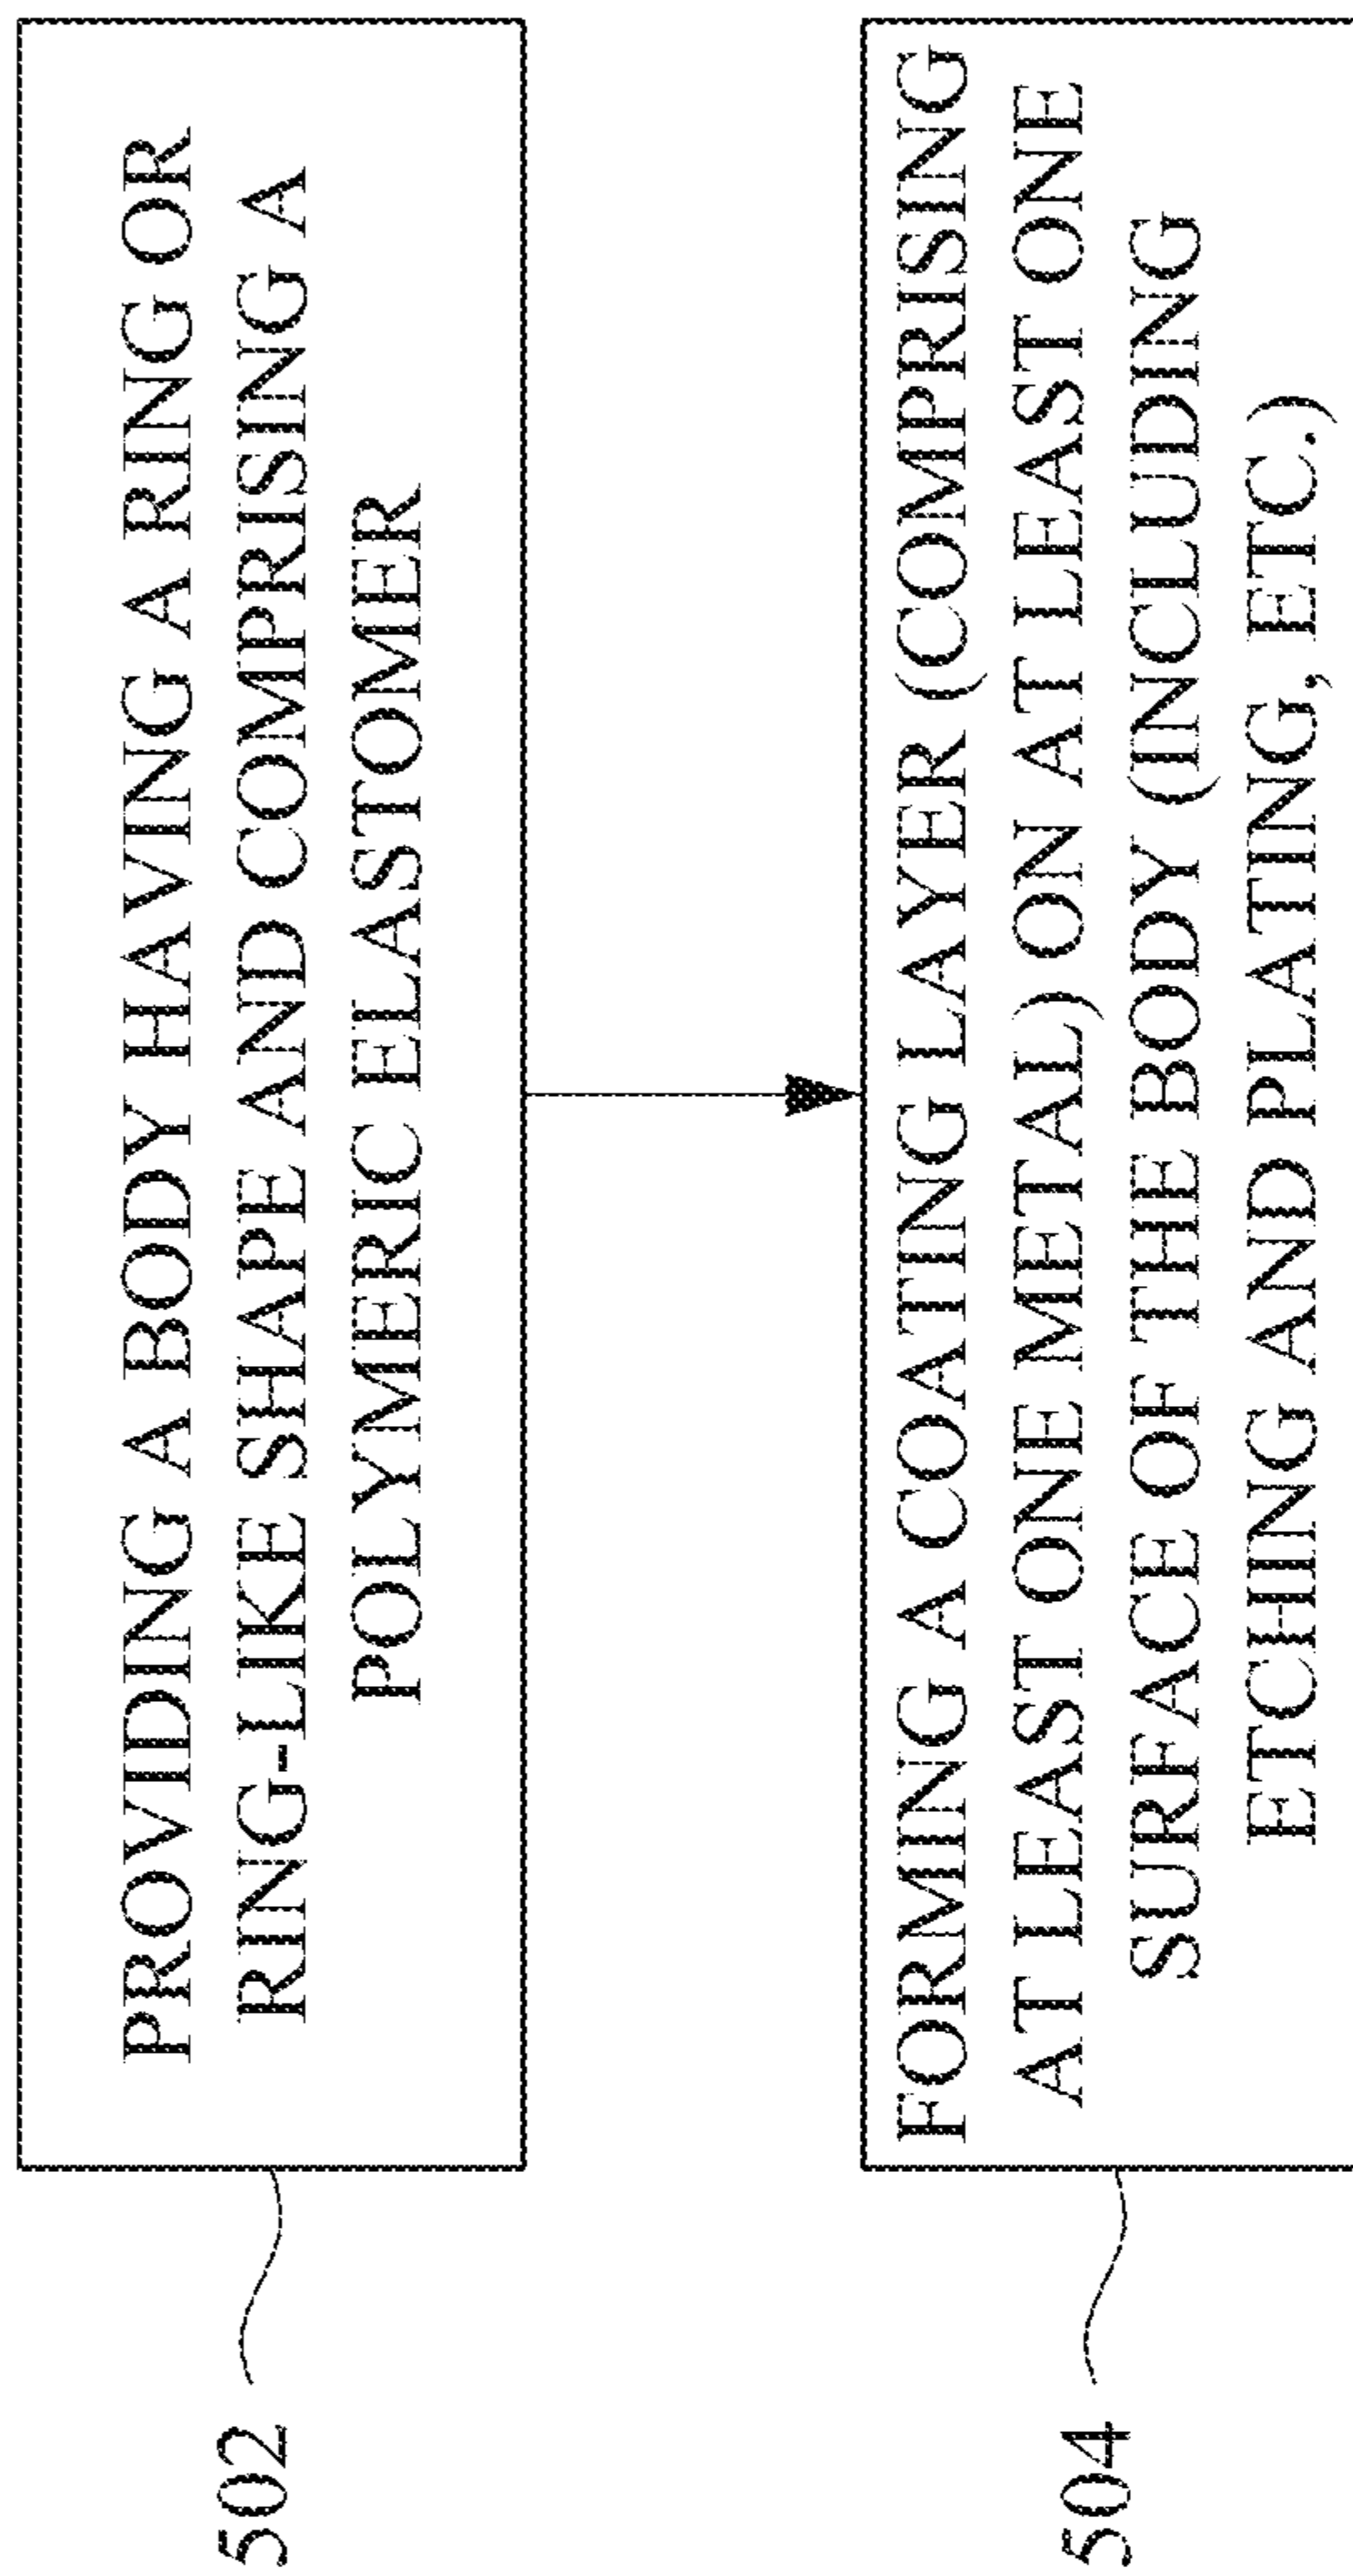 502
PROVIDING A BODY HAVING A RING OR
RING-LIKE SHAPE AND COMPRISING A
POLYMERIC ELASTOMER
504
FORMING A COATING LAYER (COMPRISING
AT LEAST ONE METAL) ON AT LEAST ONE
SURFACE OF THE BODY (INCLUDING
ETCHING AND PLATING, ETC.)